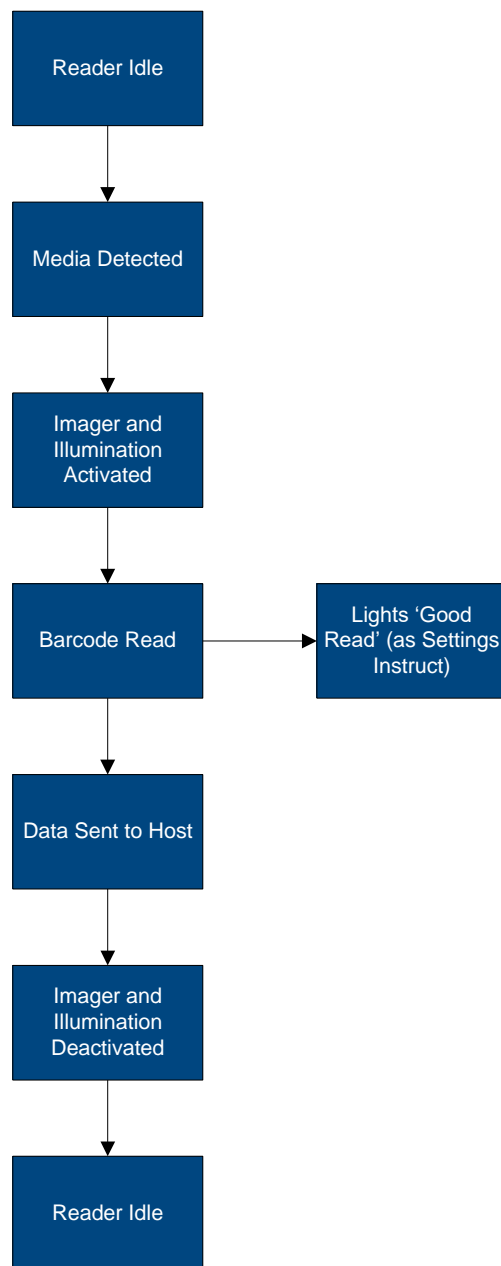 Reader Idle
Media Detected
Imager and
Illumination
Activated
Barcode Read
Lights ‘Good
Read’ (as Settings
Instruct)
Data Sent to Host
Imager and
Illumination
Deactivated
Reader Idle